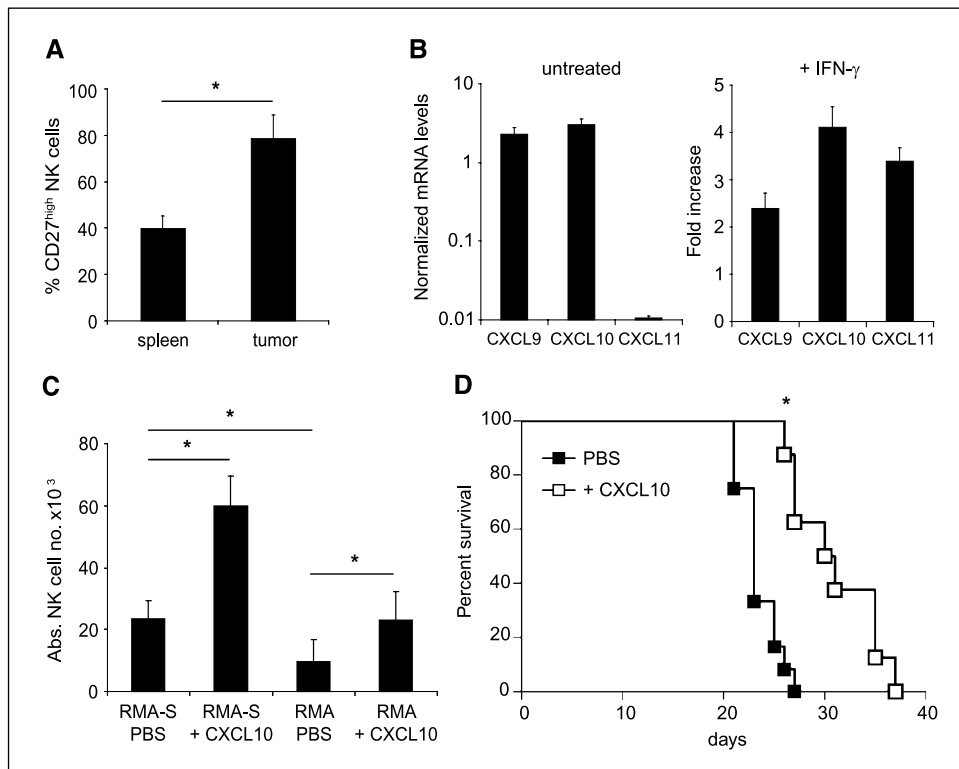 A
*
% CD27high NK cells
100
80
60
40
20
0
spleen tumor
B
untreated
Normalized mRNA levels
10
1
0.1
0.01
CXCL9 CXCL10 CXCL11
+ IFN-γ
Fold increase
6
5
4
3
2
1
0
CXCL9 CXCL10 CXCL11
C
*
*
*
Abs. NK cell no. x10 3
80
60
40
20
0
RMA-S RMA-S RMA RMA
PBS + CXCL10 PBS + CXCL10
D
*
Percent survival
100
80
60
40
20
0
PBS
+ CXCL10
0 10 20 30 40
days